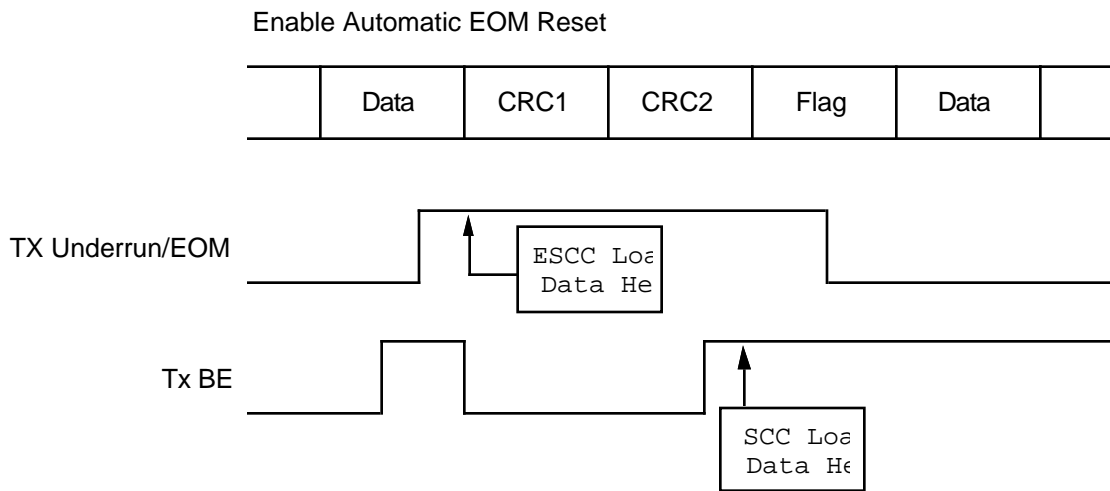 Enable Automatic EOM Reset
Data CRC1 CRC2 Flag Data
TX Underrun/EOM
ESCC Loa
Data He
Tx BE
SCC Loa
Data He